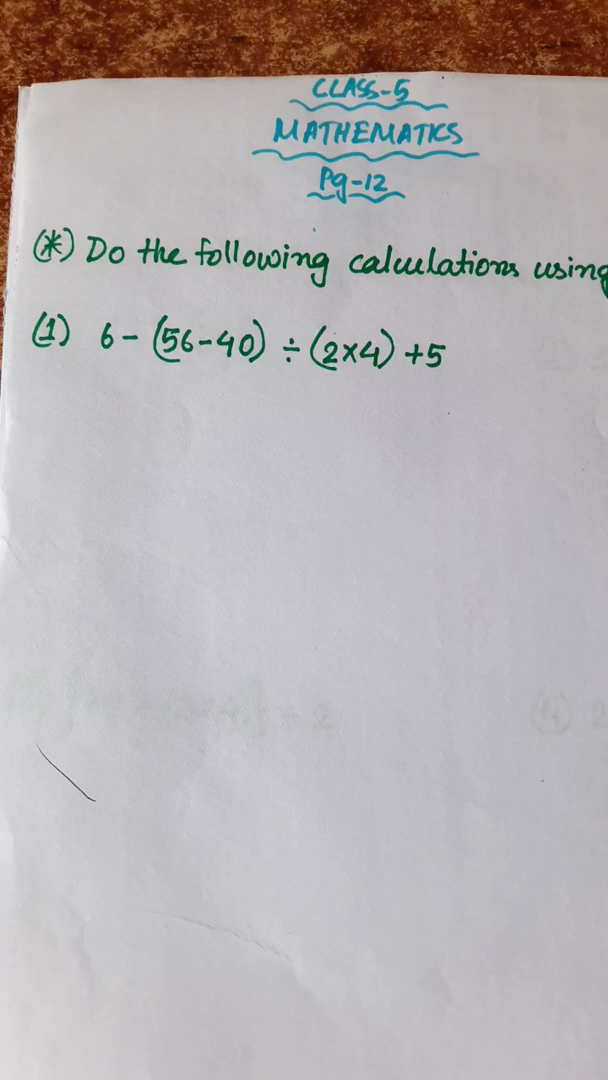 CLASS-5
MATHEMATICS
Pg-12
(*) Do the following calculations using
(1) 6 - (56-40) ÷ (2×4) +5